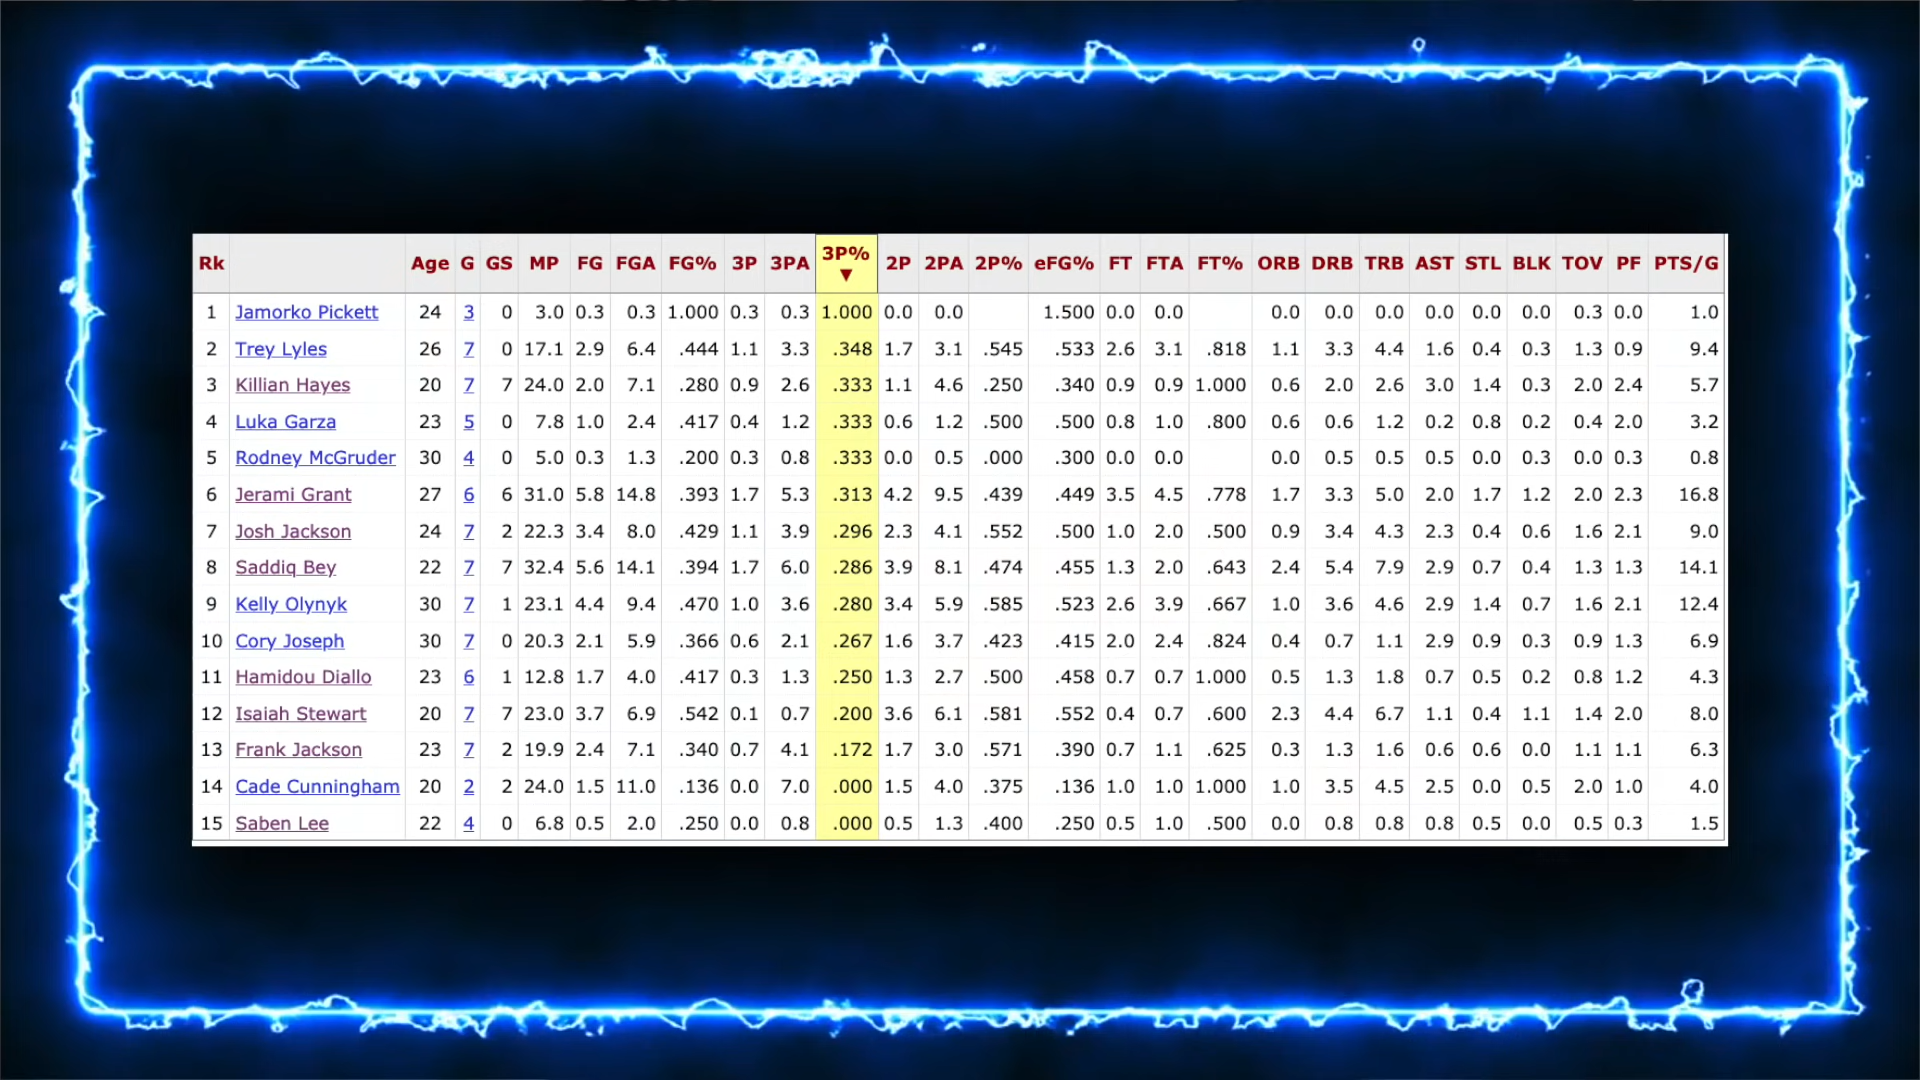 Rk Age G GS MP FG FGA FG% 3P 3PA 3P% ▼ 2P 2PA 2P% eFG% FT FTA FT% ORB DRB TRB AST STL BLK TOV PF PTS/G
1 Jamorko Pickett 24 3 0 3.0 0.3 0.3 1.000 0.3 0.3 1.000 0.0 0.0 1.500 0.0 0.0 0.0 0.0 0.0 0.0 0.0 0.0 0.3 0.0 1.0
2 Trey Lyles 26 7 0 17.1 2.9 6.4 .444 1.1 3.3 .348 1.7 3.1 .545 .533 2.6 3.1 .818 1.1 3.3 4.4 1.6 0.4 0.3 1.3 0.9 9.4
3 Killian Hayes 20 7 7 24.0 2.0 7.1 .280 0.9 2.6 .333 1.1 4.6 .250 .340 0.9 0.9 1.000 0.6 2.0 2.6 3.0 1.4 0.3 2.0 2.4 5.7
4 Luka Garza 23 5 0 7.8 1.0 2.4 .417 0.4 1.2 .333 0.6 1.2 .500 .500 0.8 1.0 .800 0.6 0.6 1.2 0.2 0.8 0.2 0.4 2.0 3.2
5 Rodney McGruder 30 4 0 5.0 0.3 1.3 .200 0.3 0.8 .333 0.0 0.5 .000 .300 0.0 0.0 0.0 0.5 0.5 0.5 0.0 0.3 0.0 0.3 0.8
6 Jerami Grant 27 6 6 31.0 5.8 14.8 .393 1.7 5.3 .313 4.2 9.5 .439 .449 3.5 4.5 .778 1.7 3.3 5.0 2.0 1.7 1.2 2.0 2.3 16.8
7 Josh Jackson 24 7 2 22.3 3.4 8.0 .429 1.1 3.9 .296 2.3 4.1 .552 .500 1.0 2.0 .500 0.9 3.4 4.3 2.3 0.4 0.6 1.6 2.1 9.0
8 Saddiq Bey 22 7 7 32.4 5.6 14.1 .394 1.7 6.0 .286 3.9 8.1 .474 .455 1.3 2.0 .643 2.4 5.4 7.9 2.9 0.7 0.4 1.3 1.3 14.1
9 Kelly Olynyk 30 7 1 23.1 4.4 9.4 .470 1.0 3.6 .280 3.4 5.9 .585 .523 2.6 3.9 .667 1.0 3.6 4.6 2.9 1.4 0.7 1.6 2.1 12.4
10 Cory Joseph 30 7 0 20.3 2.1 5.9 .366 0.6 2.1 .267 1.6 3.7 .423 .415 2.0 2.4 .824 0.4 0.7 1.1 2.9 0.9 0.3 0.9 1.3 6.9
11 Hamidou Diallo 23 6 1 12.8 1.7 4.0 .417 0.3 1.3 .250 1.3 2.7 .500 .458 0.7 0.7 1.000 0.5 1.3 1.8 0.7 0.5 0.2 0.8 1.2 4.3
12 Isaiah Stewart 20 7 7 23.0 3.7 6.9 .542 0.1 0.7 .200 3.6 6.1 .581 .552 0.4 0.7 .600 2.3 4.4 6.7 1.1 0.4 1.1 1.4 2.0 8.0
13 Frank Jackson 23 7 2 19.9 2.4 7.1 .340 0.7 4.1 .172 1.7 3.0 .571 .390 0.7 1.1 .625 0.3 1.3 1.6 0.6 0.6 0.0 1.1 1.1 6.3
14 Cade Cunningham 20 2 2 24.0 1.5 11.0 .136 0.0 7.0 .000 1.5 4.0 .375 .136 1.0 1.0 1.000 1.0 3.5 4.5 2.5 0.0 0.5 2.0 1.0 4.0
15 Saben Lee 22 4 0 6.8 0.5 2.0 .250 0.0 0.8 .000 0.5 1.3 .400 .250 0.5 1.0 .500 0.0 0.8 0.8 0.8 0.5 0.0 0.5 0.3 1.5